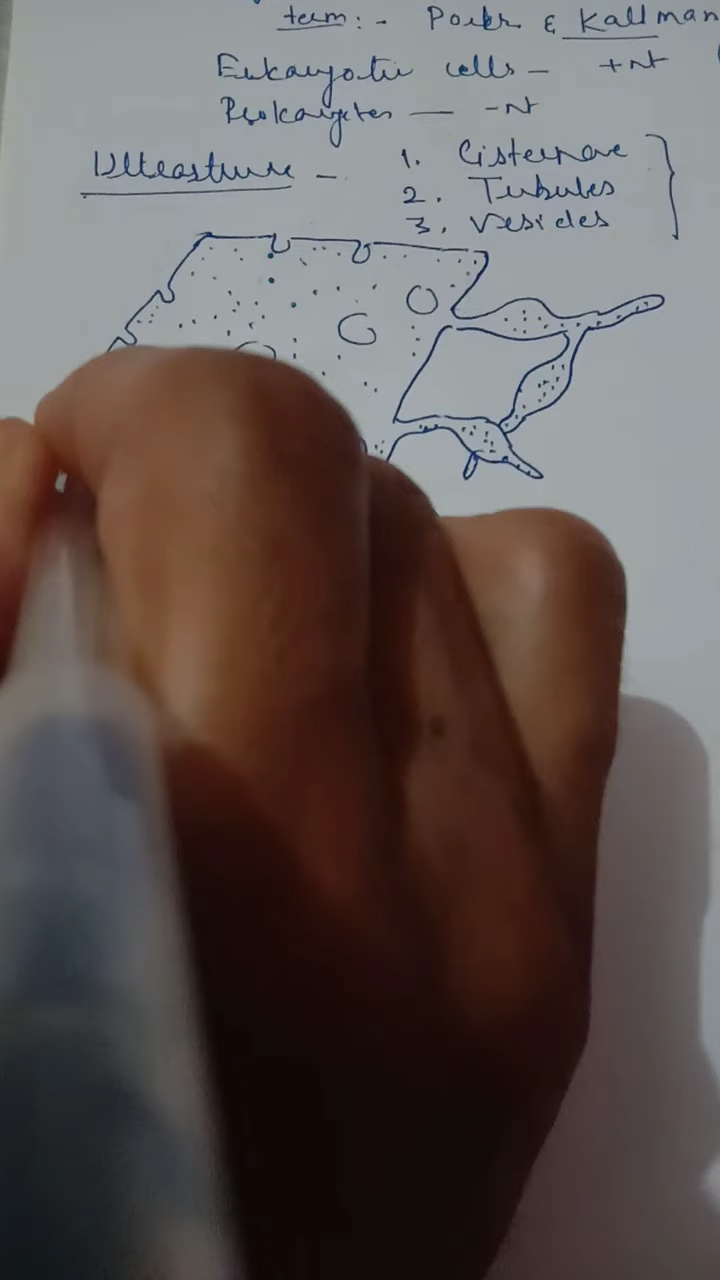 term :- Porter & Kallman
Eukaryotic cells – +nt
Prokaryotes — -nt
Ultrastructure – 1. Cisternae
2. Tubules
3. Vesicles